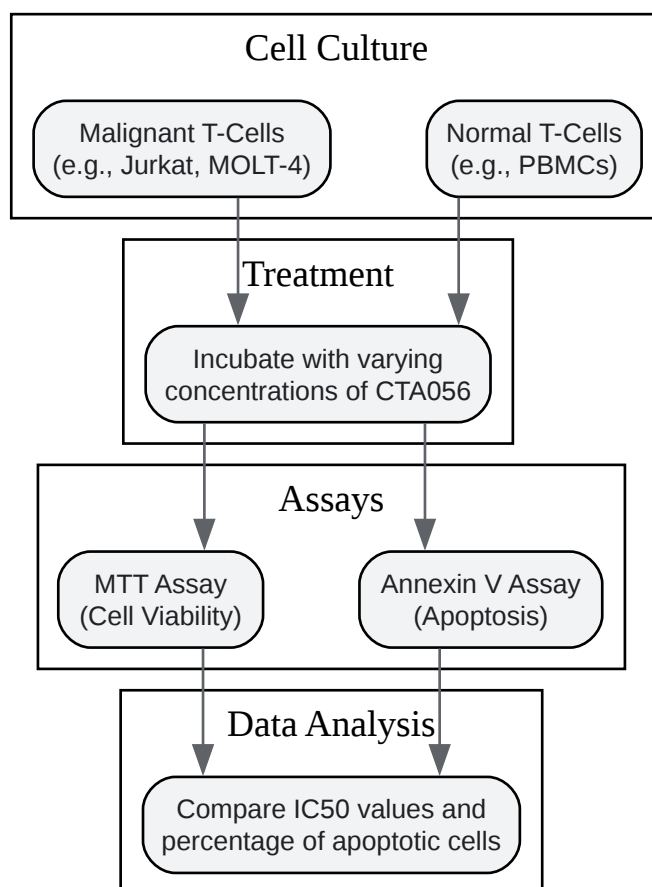 Cell Culture
Malignant T-Cells
(e.g., Jurkat, MOLT-4)
Normal T-Cells
(e.g., PBMCs)
Treatment
Incubate with varying
concentrations of CTA056
Assays
MTT Assay
(Cell Viability)
Annexin V Assay
(Apoptosis)
Data Analysis
Compare IC50 values and
percentage of apoptotic cells